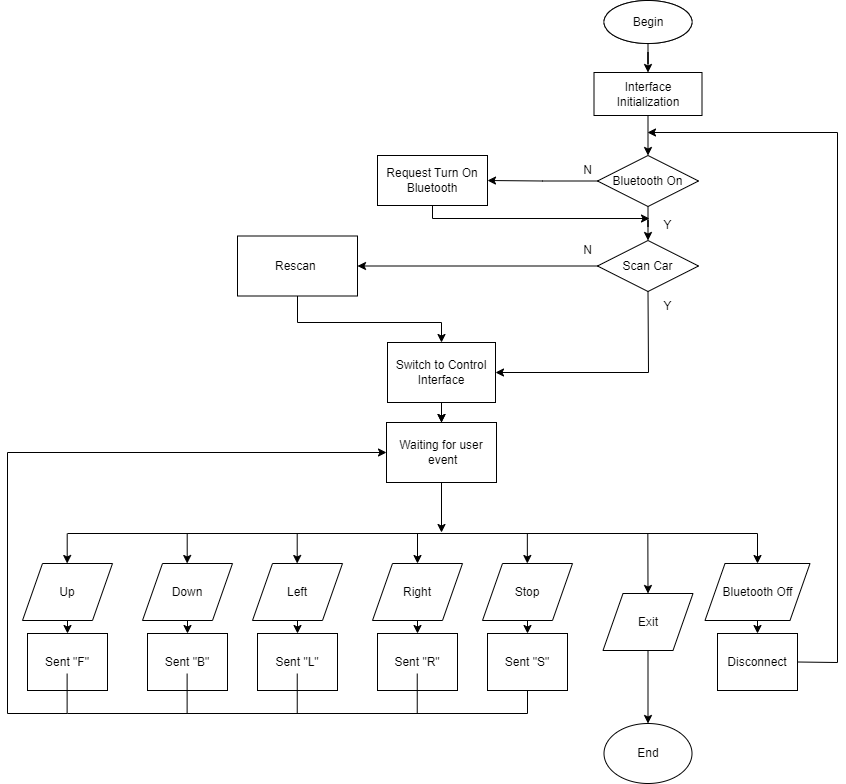 Begin
Interface
Initialization
Bluetooth On
N
Request Turn On
Bluetooth
Y
Scan Car
N
Rescan
Y
Switch to Control
Interface
Waiting for user
event
Up
Down
Left
Right
Stop
Exit
Bluetooth Off
Sent "F"
Sent "B"
Sent "L"
Sent "R"
Sent "S"
Disconnect
End